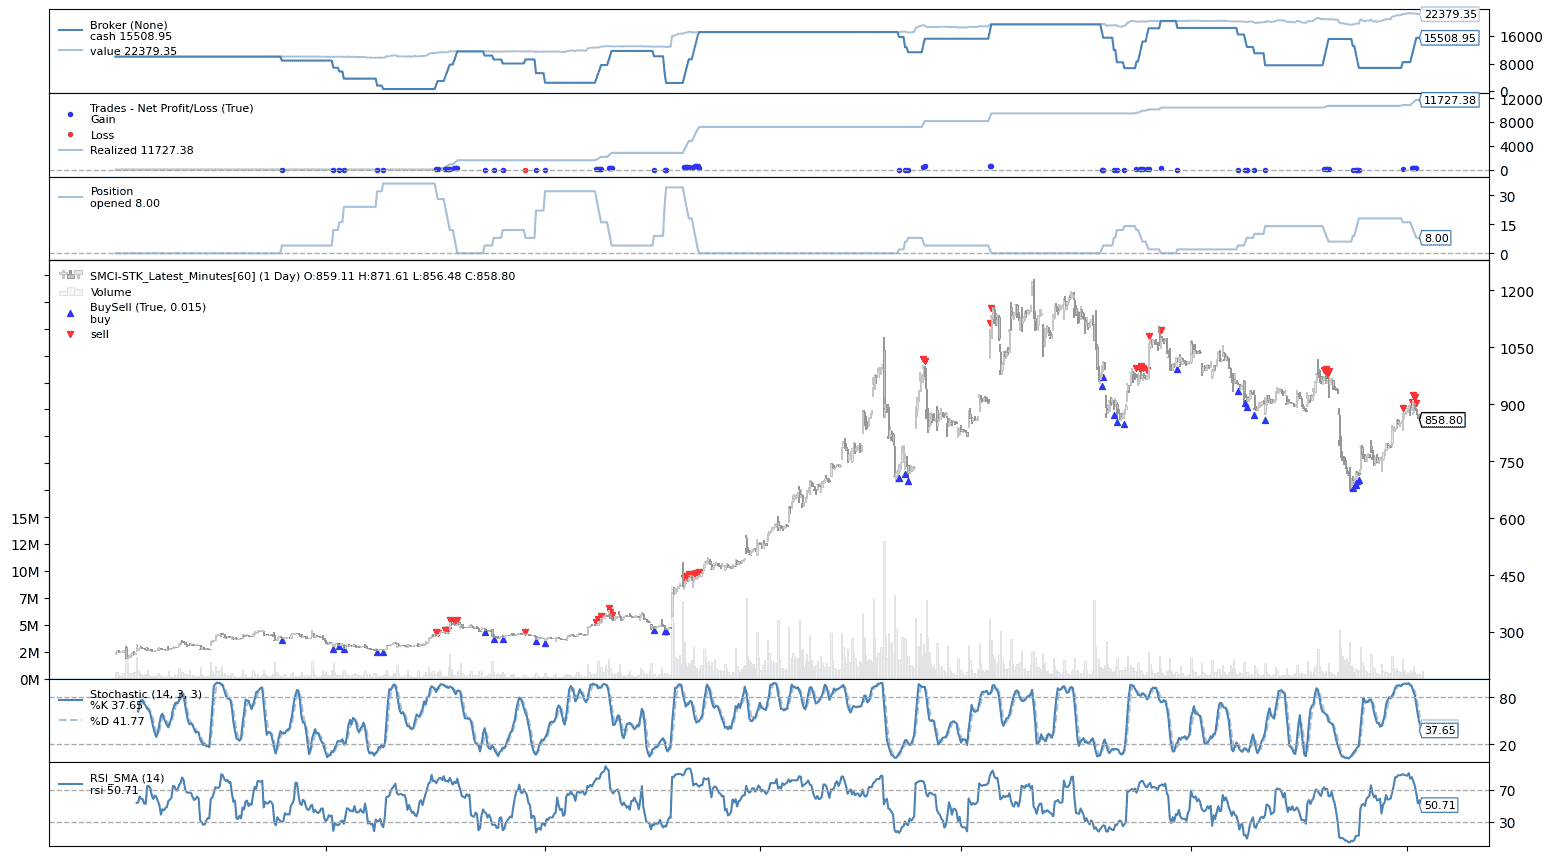 Broker (None)
cash 15508.95
value 22379.35
22379.35
16000
15508.95
8000
0
Trades - Net Profit/Loss (True)
Gain
Loss
Realized 11727.38
11727.38
12000
8000
4000
0
Position
opened 8.00
30
15
8.00
0
SMCI-STK_Latest_Minutes[60] (1 Day) O:859.11 H:871.61 L:856.48 C:858.80
Volume
BuySell (True, 0.015)
buy
sell
1200
1050
900
858.80
750
600
450
300
15M
12M
10M
7M
5M
2M
0M
Stochastic (14, 3, 3)
%K 37.65
%D 41.77
80
37.65
20
RSI_SMA (14)
rsi 50.71
70
50.71
30